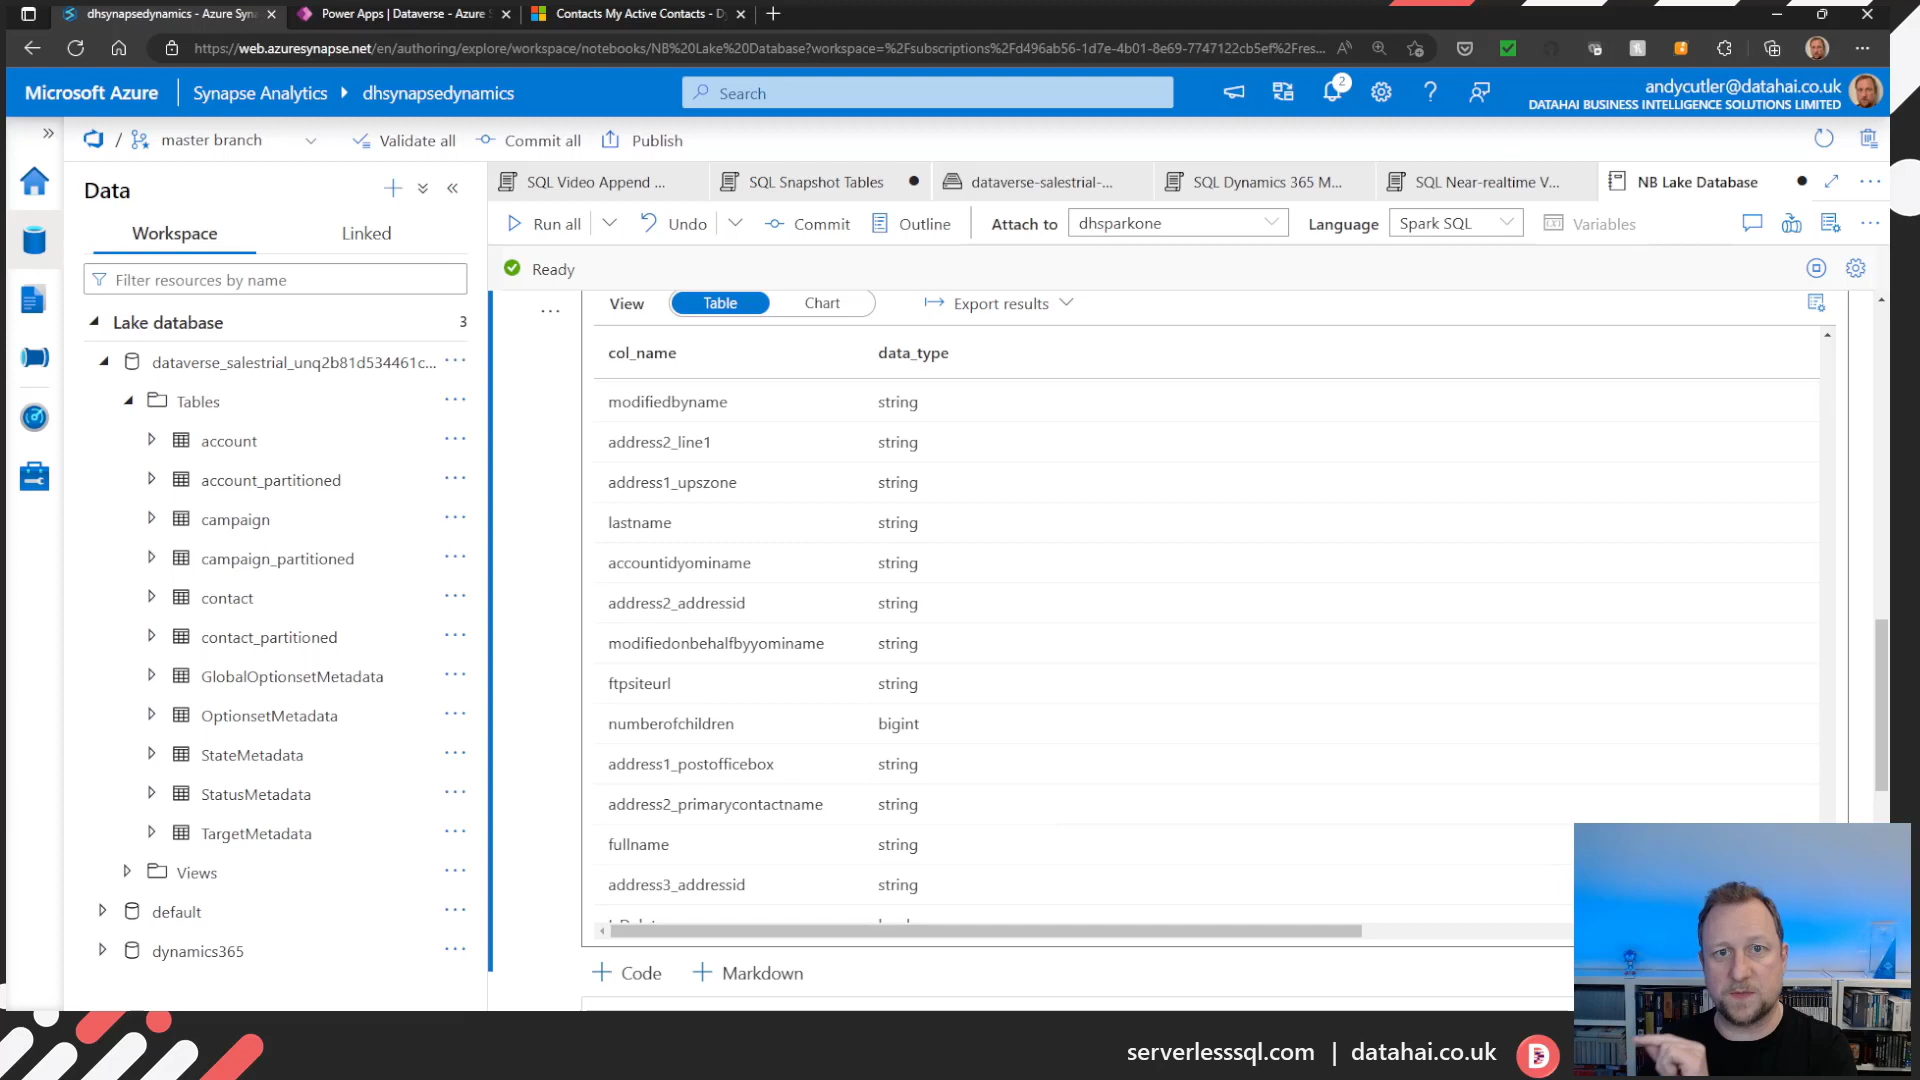 dhsynapsedynamics - Azure Syna
Power Apps | Dataverse - Azure S
Contacts My Active Contacts - Dy
https://web.azuresynapse.net/en/authoring/explore/workspace/notebooks/NB%20Lake%20Database?workspace=%2Fsubscriptions%2Fd496ab56-1d7e-4b01-8e69-7747122cb5ef%2Fres...
Microsoft Azure
Synapse Analytics
dhsynapsedynamics
Search
2
andycutler@datahai.co.uk
DATAHAI BUSINESS INTELLIGENCE SOLUTIONS LIMITED
/ master branch
Validate all
Commit all
Publish
Data
Workspace
Linked
Filter resources by name
Lake database
3
dataverse_salestrial_unq2b81d534461c...
Tables
account
account_partitioned
campaign
campaign_partitioned
contact
contact_partitioned
GlobalOptionsetMetadata
OptionsetMetadata
StateMetadata
StatusMetadata
TargetMetadata
Views
default
dynamics365
SQL Video Append ...
SQL Snapshot Tables
dataverse-salestrial-...
SQL Dynamics 365 M...
SQL Near-realtime V...
NB Lake Database
Run all
Undo
Commit
Outline
Attach to
dhsparkone
Language
Spark SQL
Variables
Ready
View
Table
Chart
Export results
col_name data_type
modifiedbyname string
address2_line1 string
address1_upszone string
lastname string
accountidyominame string
address2_addressid string
modifiedonbehalfbyyominame string
ftpsiteurl string
numberofchildren bigint
address1_postofficebox string
address2_primarycontactname string
fullname string
address3_addressid string
Code
Markdown
serverlesssql.com | datahai.co.uk